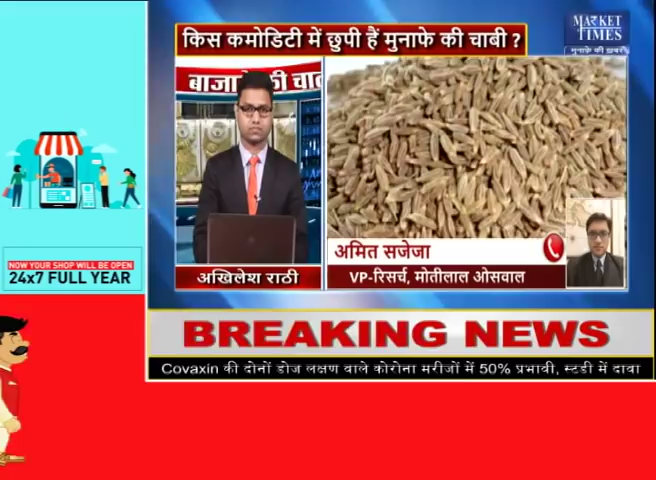 किस कमोडिटी में छुपी हैं मुनाफे की चाबी ?
MARKET
TIMES
मुनाफे की ख़बरें
बाजार की चाल
अमित सजेजा
VP-रिसर्च, मोतीलाल ओसवाल
अखिलेश राठी
NOW YOUR SHOP WILL BE OPEN
24x7 FULL YEAR
BREAKING NEWS
Covaxin की दोनों डोज लक्षण वाले कोरोना मरीजों में 50% प्रभावी, स्टडी में दावा